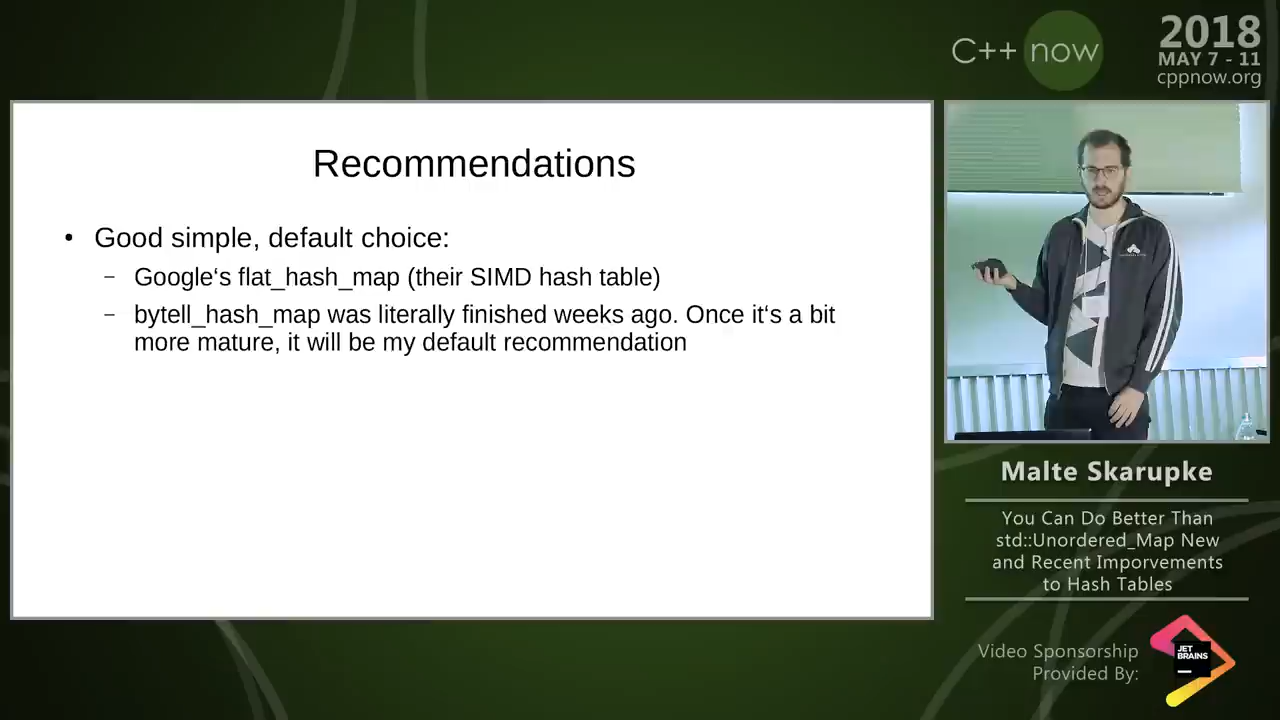 C++ now
2018
MAY 7 - 11
cppnow.org
Recommendations
• Good simple, default choice:
– Google‘s flat_hash_map (their SIMD hash table)
– bytell_hash_map was literally finished weeks ago. Once it‘s a bit
more mature, it will be my default recommendation
Malte Skarupke
You Can Do Better Than
std::Unordered_Map New
and Recent Imporvements
to Hash Tables
Video Sponsorship
Provided By:
JET
BRAINS